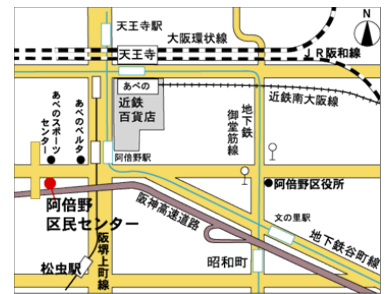 天王寺駅
大阪環状線
N
天王寺
JR阪和線
あべの
近鉄
百貨店
近鉄南大阪線
地下鉄
御堂筋線
あべのスポーツ
センター
あべのベルタ
阿倍野駅
阿倍野区役所
阿倍野
区民センター
阪神高速道路
文の里駅
地下鉄谷町線
昭和町
松虫駅
阪堺上町線